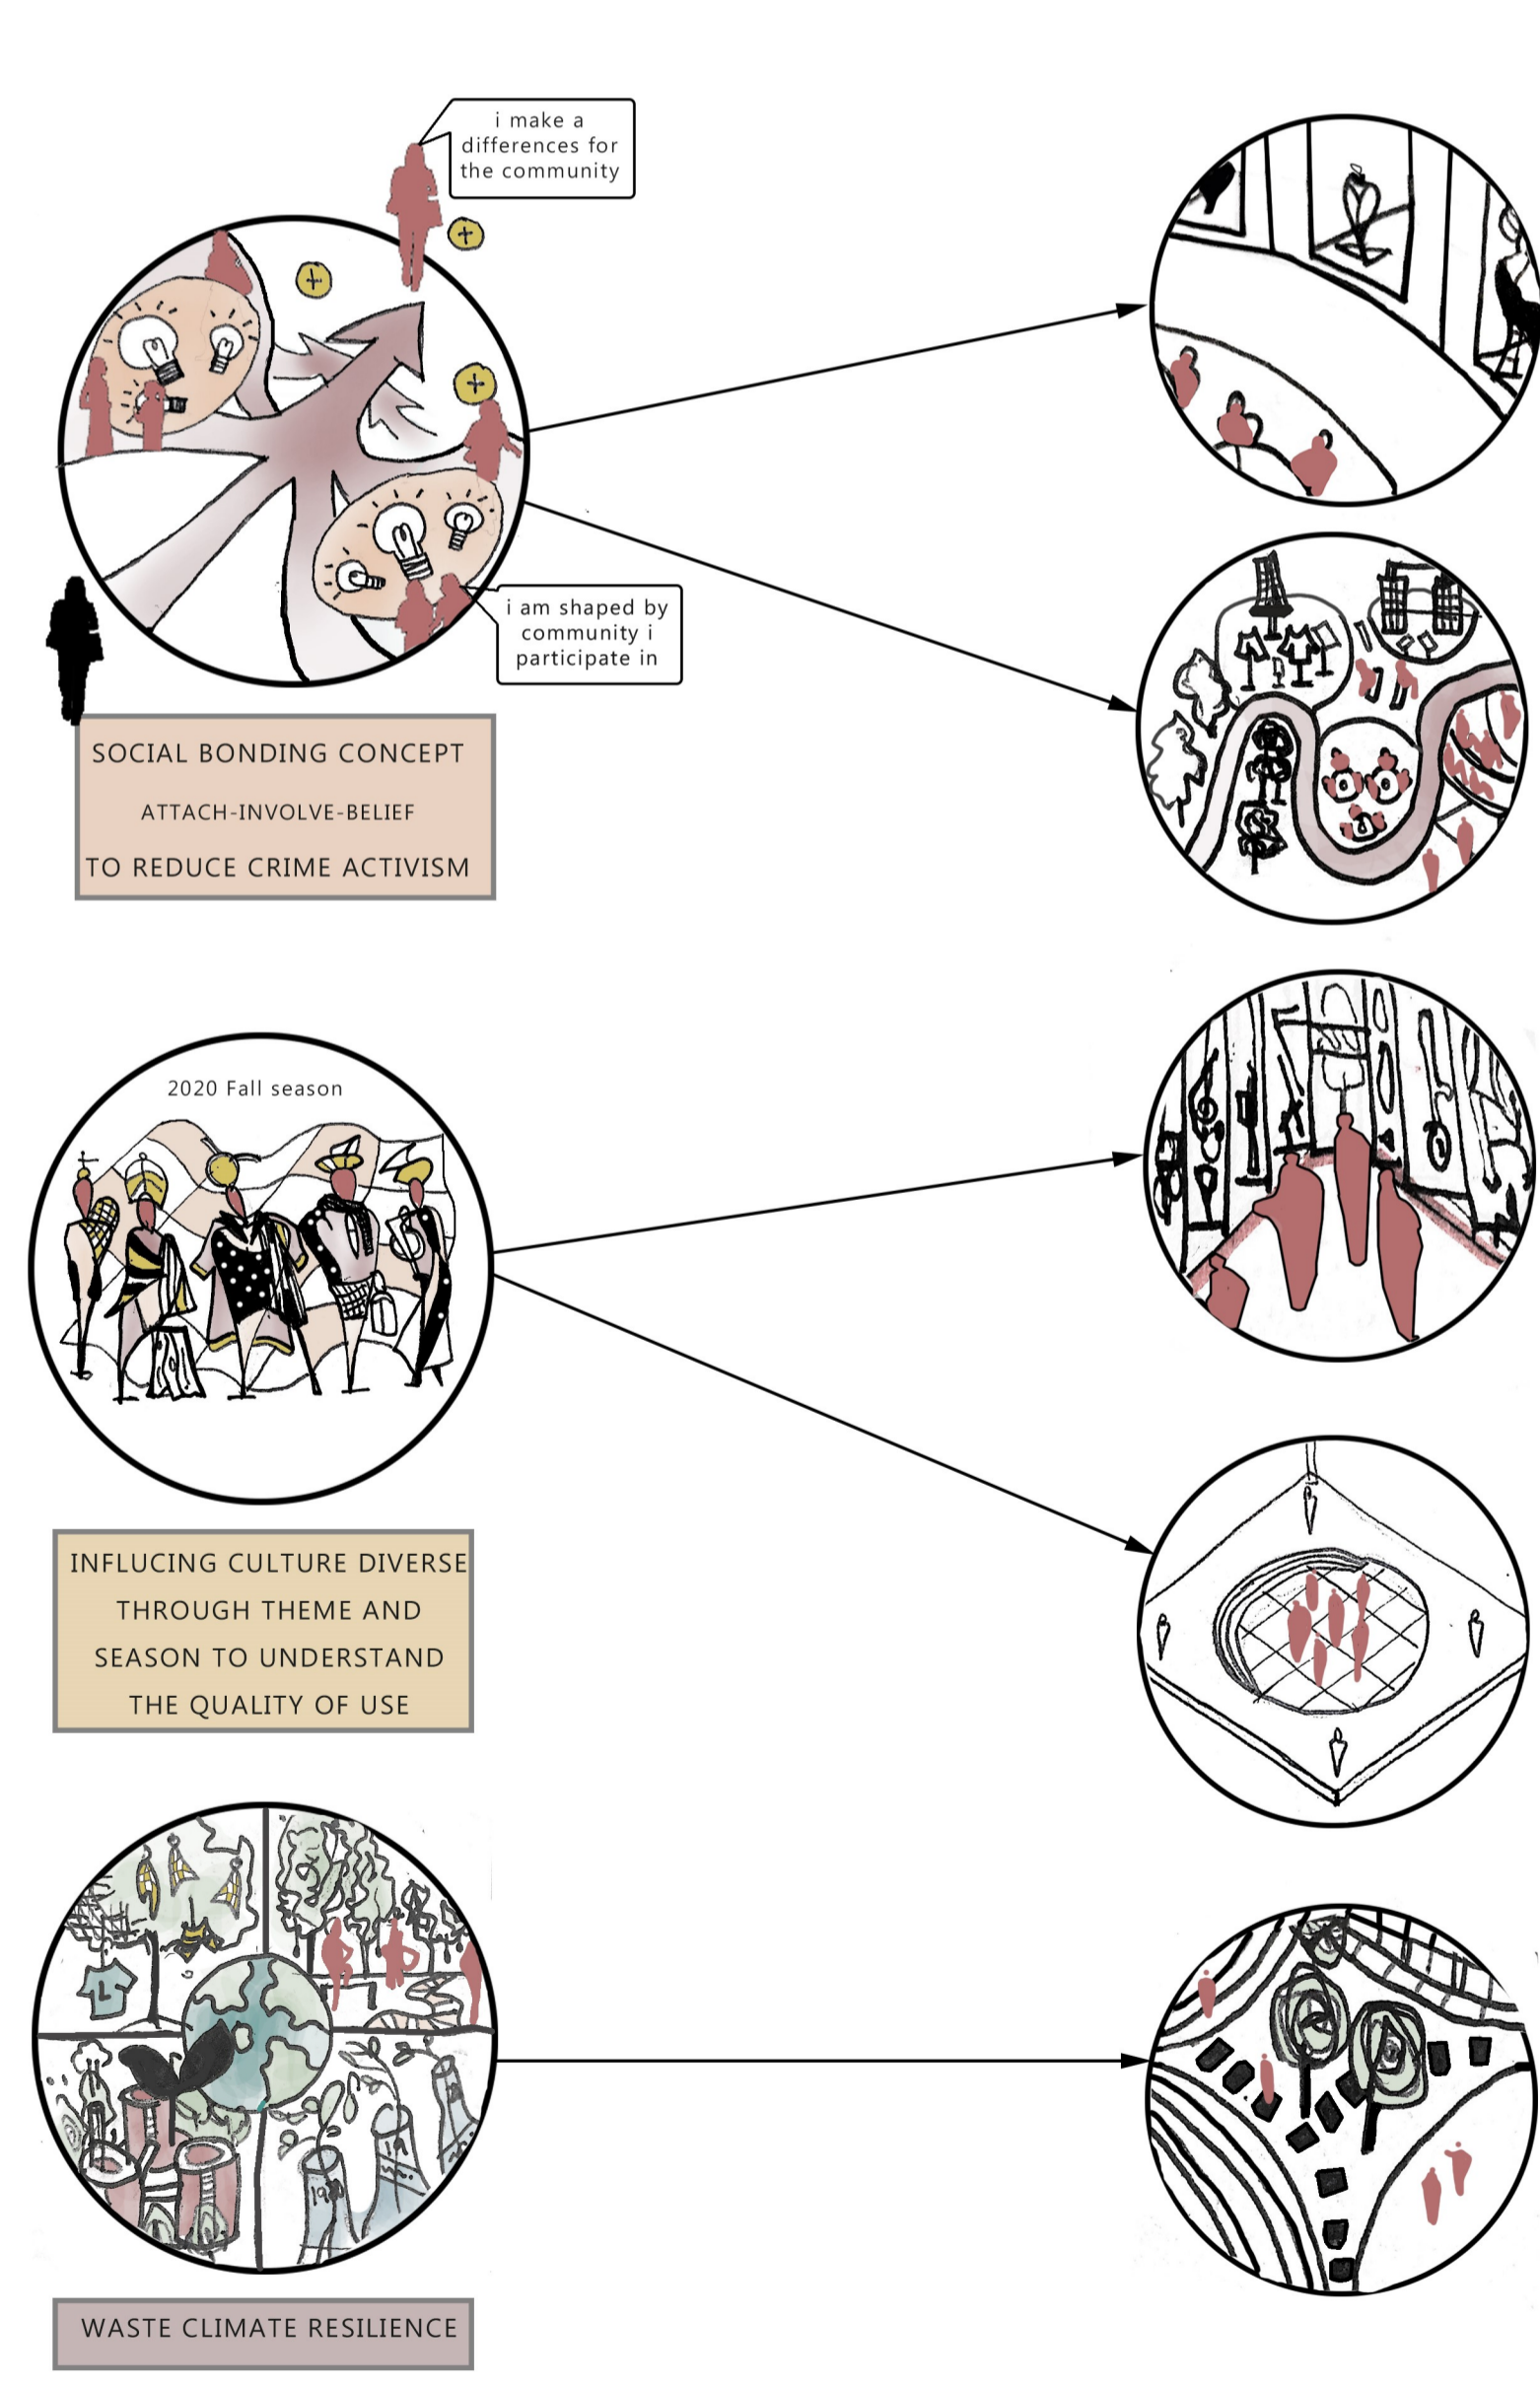 i make a
differences for
the community
i am shaped by
community i
participate in
SOCIAL BONDING CONCEPT
ATTACH-INVOLVE-BELIEF
TO REDUCE CRIME ACTIVISM
2020 Fall season
INFLUCING CULTURE DIVERSE
THROUGH THEME AND
SEASON TO UNDERSTAND
THE QUALITY OF USE
WASTE CLIMATE RESILIENCE